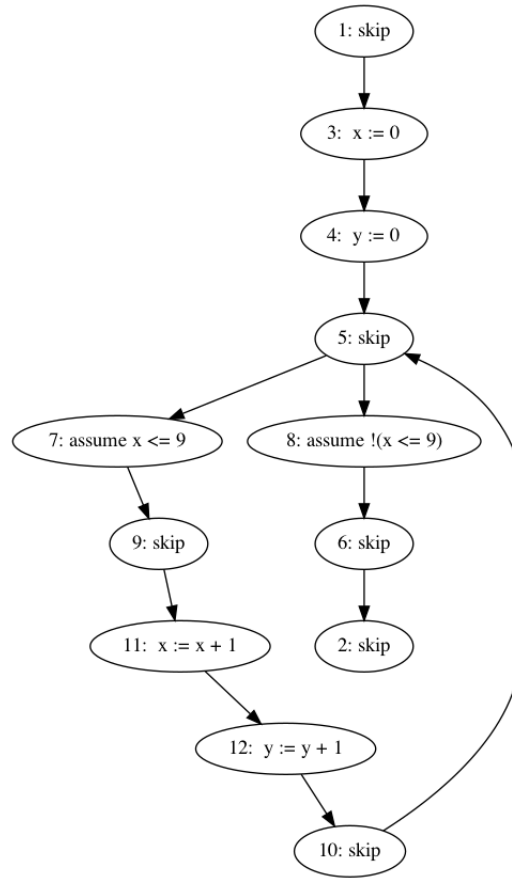 1: skip
3: x := 0
4: y := 0
5: skip
7: assume x <= 9
8: assume !(x <= 9)
9: skip
6: skip
11: x := x + 1
2: skip
12: y := y + 1
10: skip